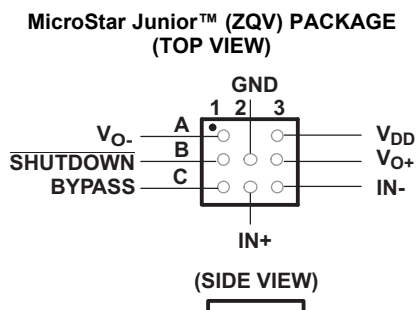 MicroStar Junior™ (ZQV) PACKAGE
(TOP VIEW)
GND
1 2 3
VO- A VDD
SHUTDOWN B VO+
BYPASS C IN-
IN+
(SIDE VIEW)